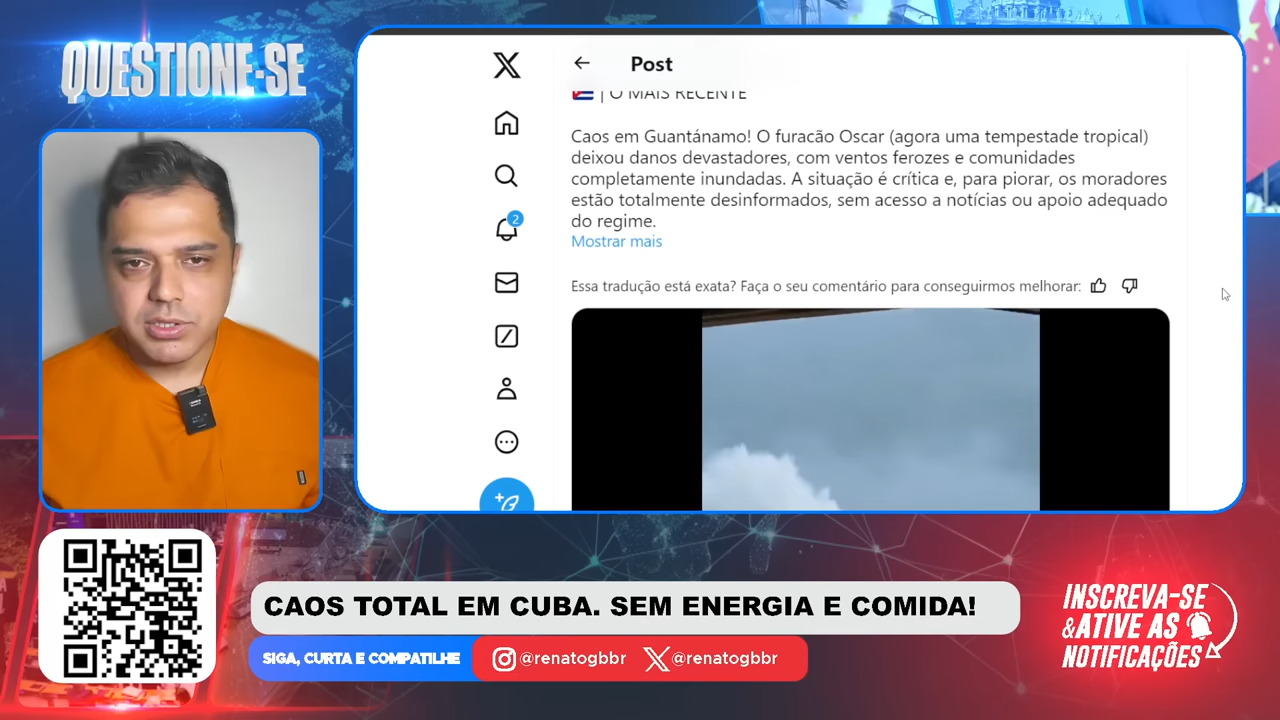 QUESTIONE-SE
Post
| O MAIS RECENTE
Caos em Guantánamo! O furacão Oscar (agora uma tempestade tropical)
deixou danos devastadores, com ventos ferozes e comunidades
completamente inundadas. A situação é crítica e, para piorar, os moradores
estão totalmente desinformados, sem acesso a notícias ou apoio adequado
do regime.
Mostrar mais
Essa tradução está exata? Faça o seu comentário para conseguirmos melhorar:
2
CAOS TOTAL EM CUBA. SEM ENERGIA E COMIDA!
SIGA, CURTA E COMPATILHE
@renatogbbr
@renatogbbr
INSCREVA-SE
&ATIVE AS
NOTIFICAÇÕES